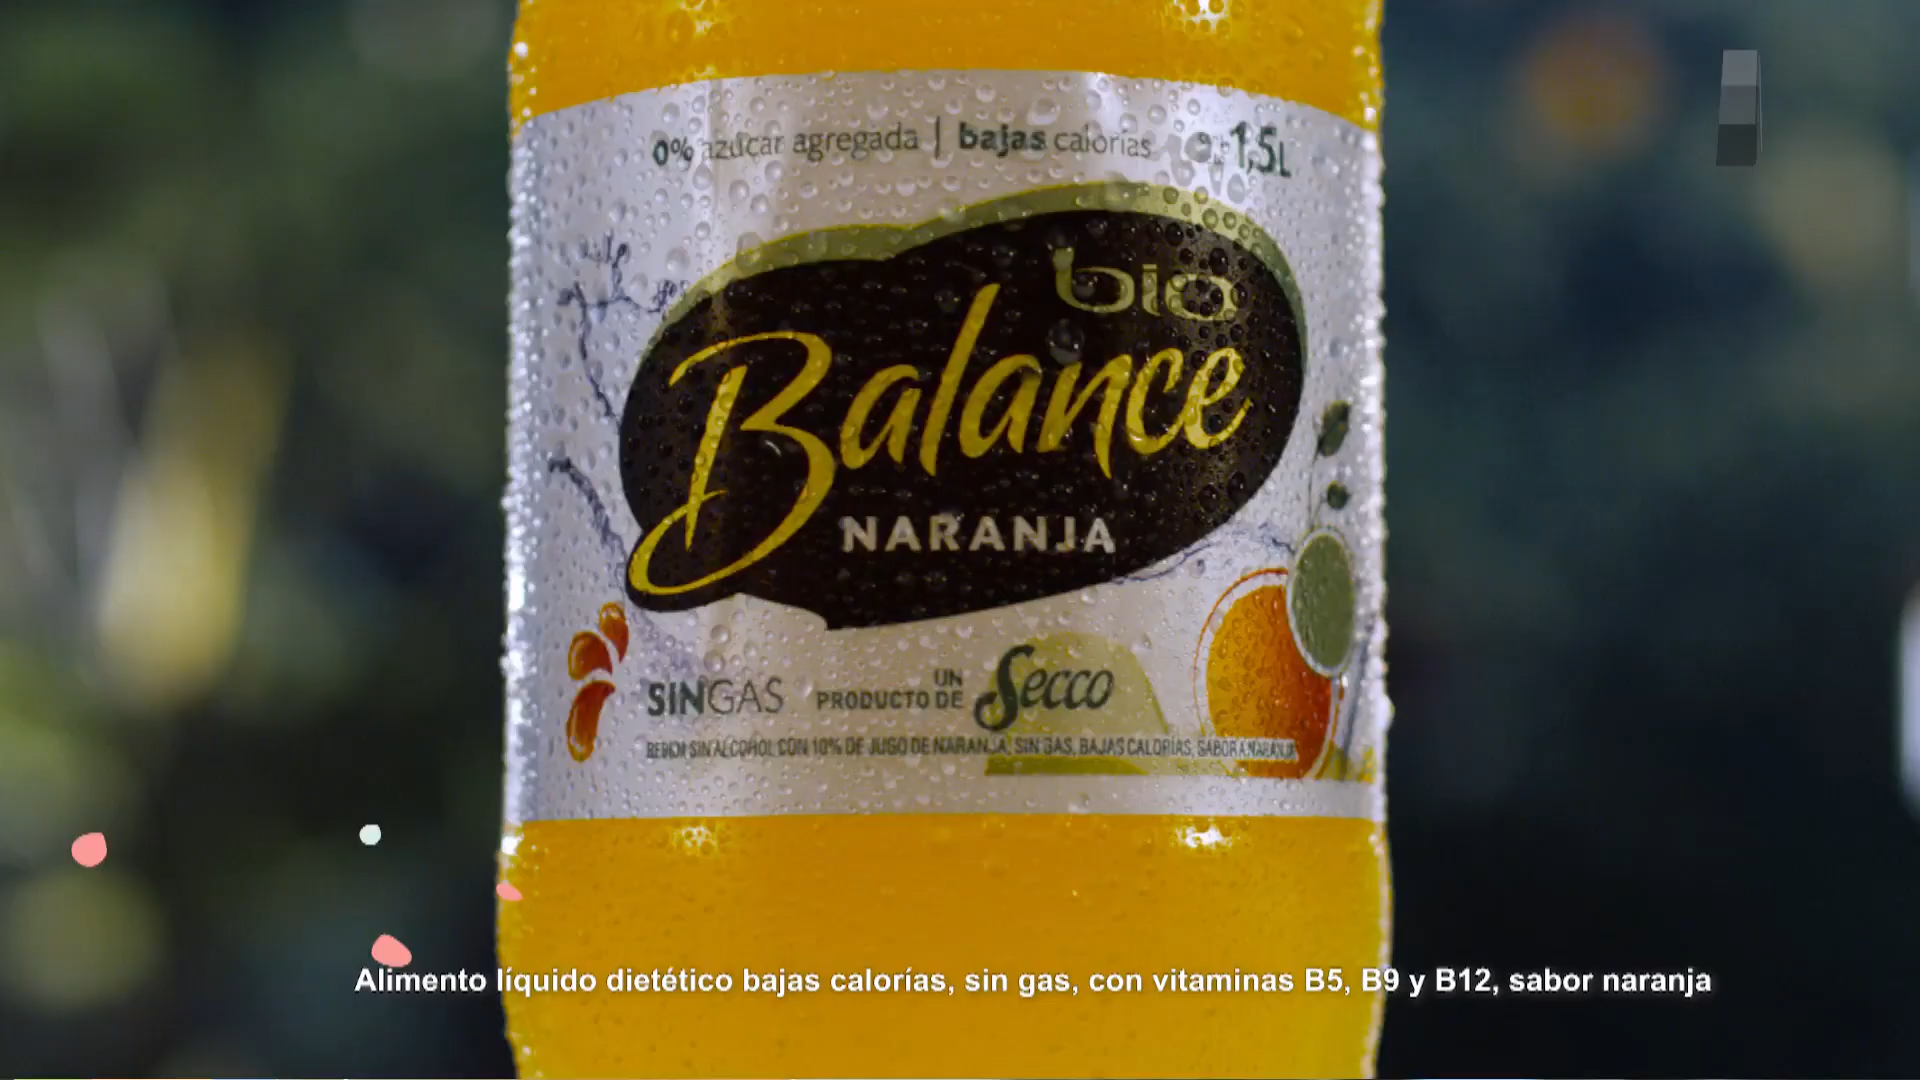 0% azúcar agregada | bajas calorías 1,5L
bio
Balance
NARANJA
SINGAS
UN
PRODUCTO DE
Secco
BEBIDA SIN ALCOHOL CON 10% DE JUGO DE NARANJA, SIN GAS, BAJAS CALORÍAS, SABOR A NARANJA
Alimento líquido dietético bajas calorías, sin gas, con vitaminas B5, B9 y B12, sabor naranja